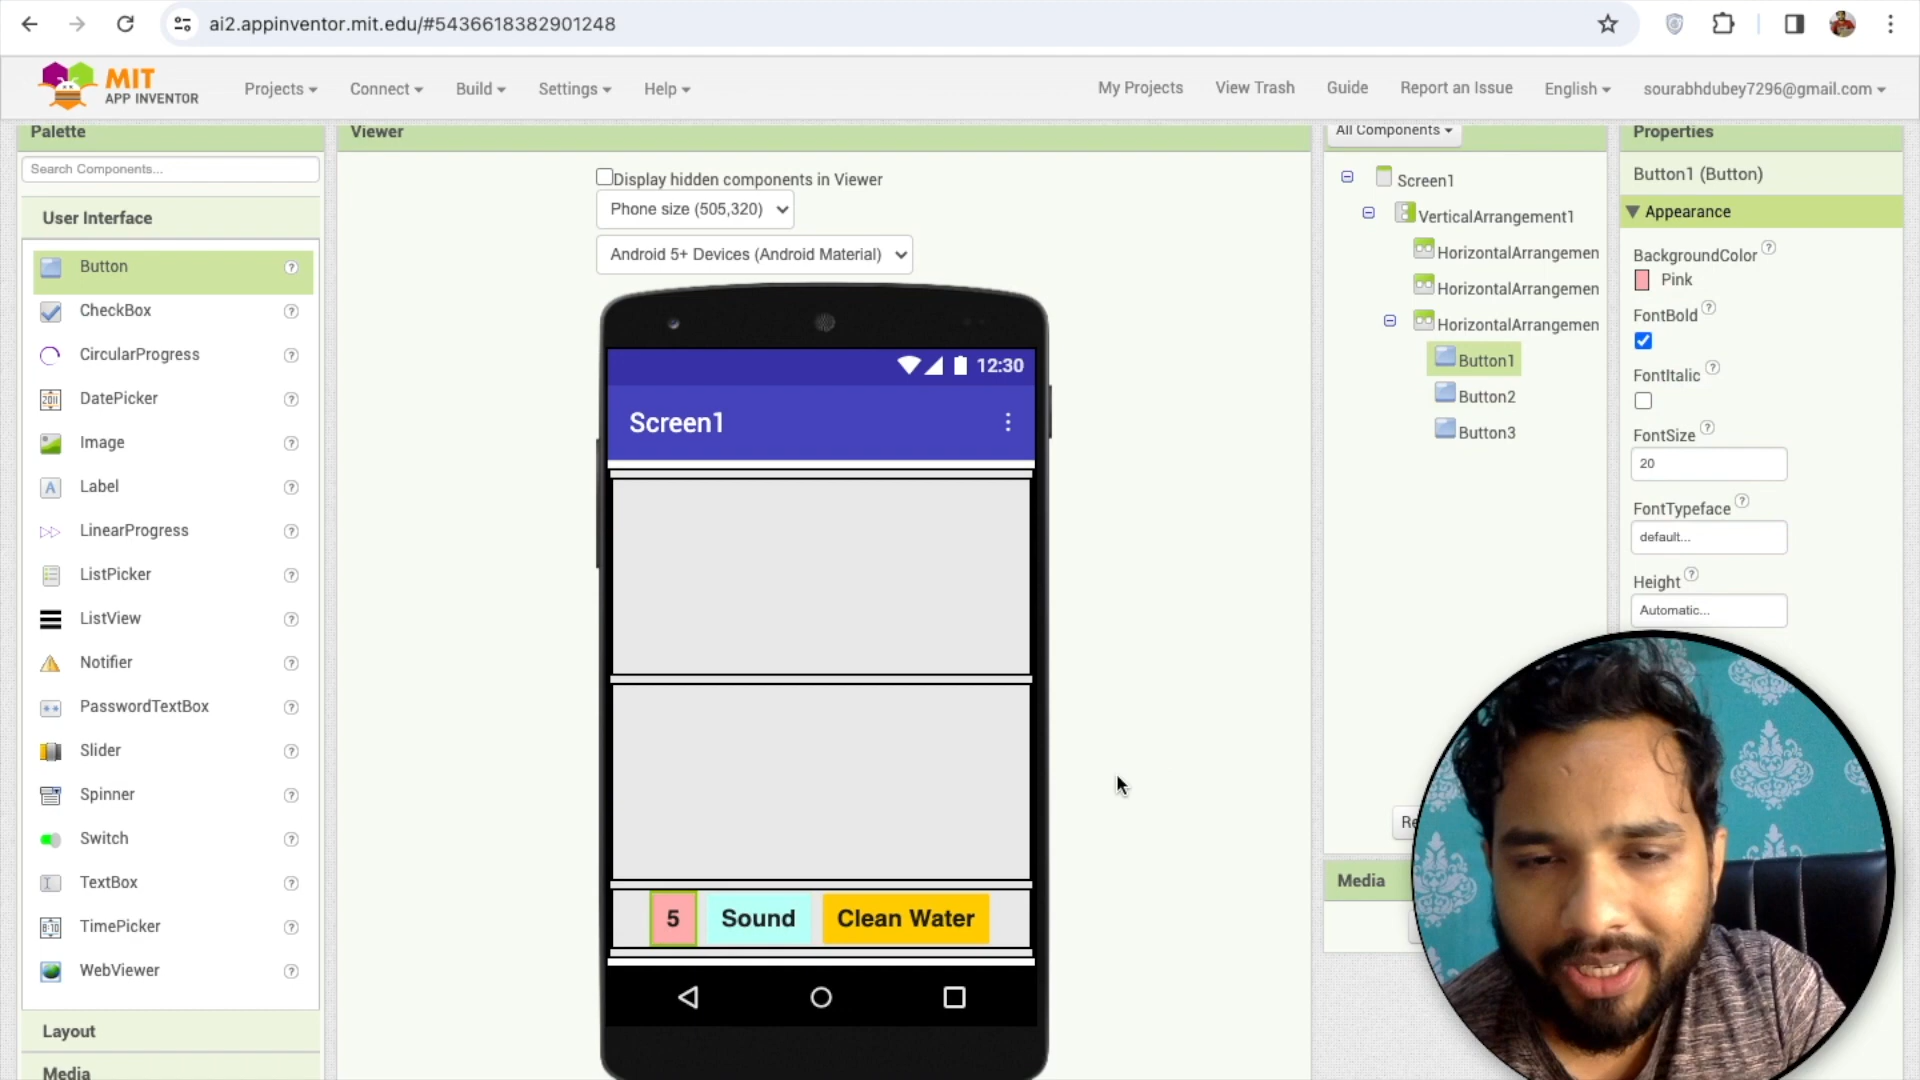 ai2.appinventor.mit.edu/#5436618382901248
MIT
APP INVENTOR
Projects
Connect
Build
Settings
Help
My Projects
View Trash
Guide
Report an Issue
English
sourabhdubey7296@gmail.com
Palette
Search Components...
User Interface
Button
CheckBox
CircularProgress
DatePicker
Image
Label
LinearProgress
ListPicker
ListView
Notifier
PasswordTextBox
Slider
Spinner
Switch
TextBox
TimePicker
WebViewer
Layout
Media
Viewer
Display hidden components in Viewer
Phone size (505,320)
Android 5+ Devices (Android Material)
12:30
Screen1
5
Sound
Clean Water
All Components
Screen1
VerticalArrangement1
HorizontalArrangemen
HorizontalArrangemen
HorizontalArrangemen
Button1
Button2
Button3
Re
Media
Properties
Button1 (Button)
Appearance
BackgroundColor
Pink
FontBold
FontItalic
FontSize
20
FontTypeface
default...
Height
Automatic...